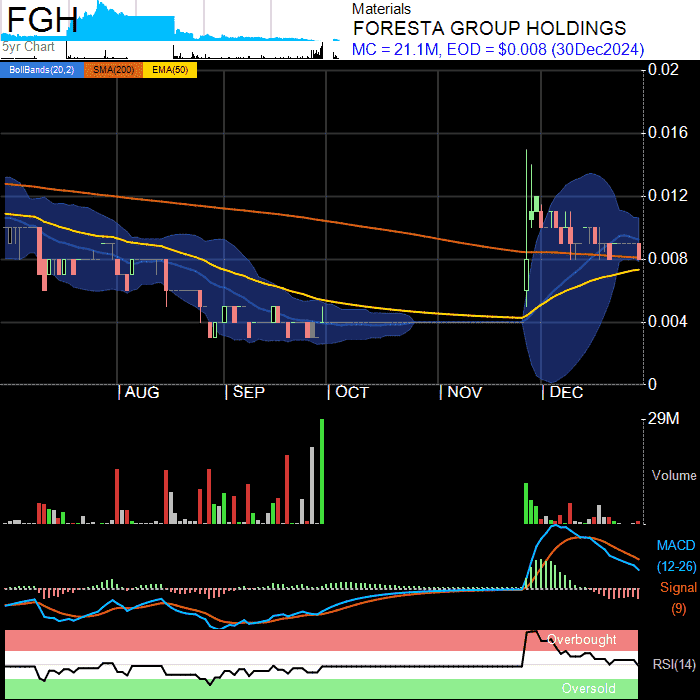 FGH
5yr Chart
Materials
FORESTA GROUP HOLDINGS
MC = 21.1M, EOD = $0.008 (30Dec2024)
BollBands(20,2) SMA(200) EMA(50)
0.02
0.016
0.012
0.008
0.004
0
AUG SEP OCT NOV DEC
29M
Volume
MACD
(12-26)
Signal
(9)
Overbought
RSI(14)
Oversold